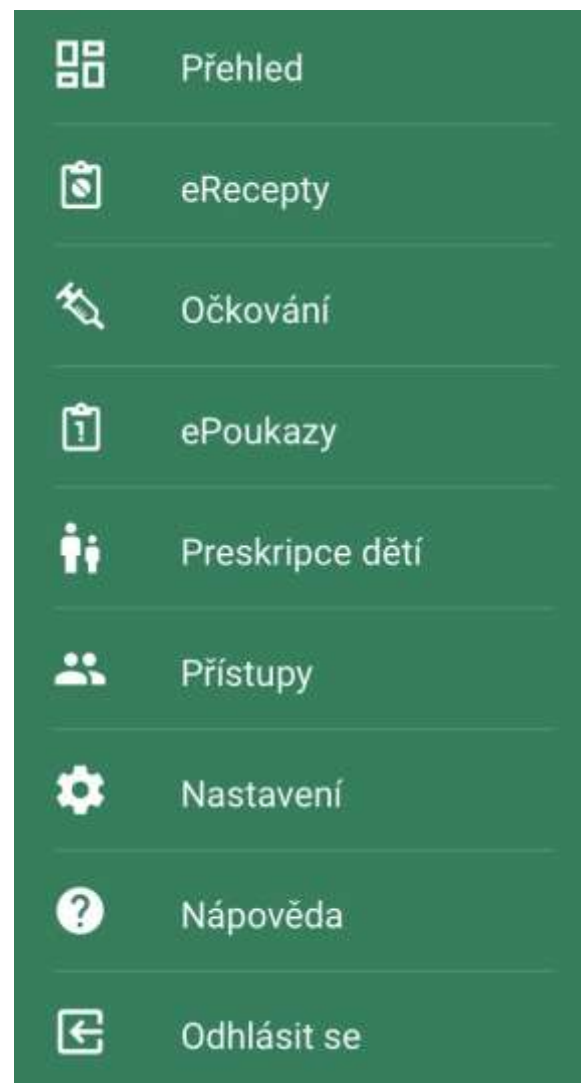 Přehled
eRecepty
Očkování
ePoukazy
Preskripce dětí
Přístupy
Nastavení
Nápověda
Odhlásit se